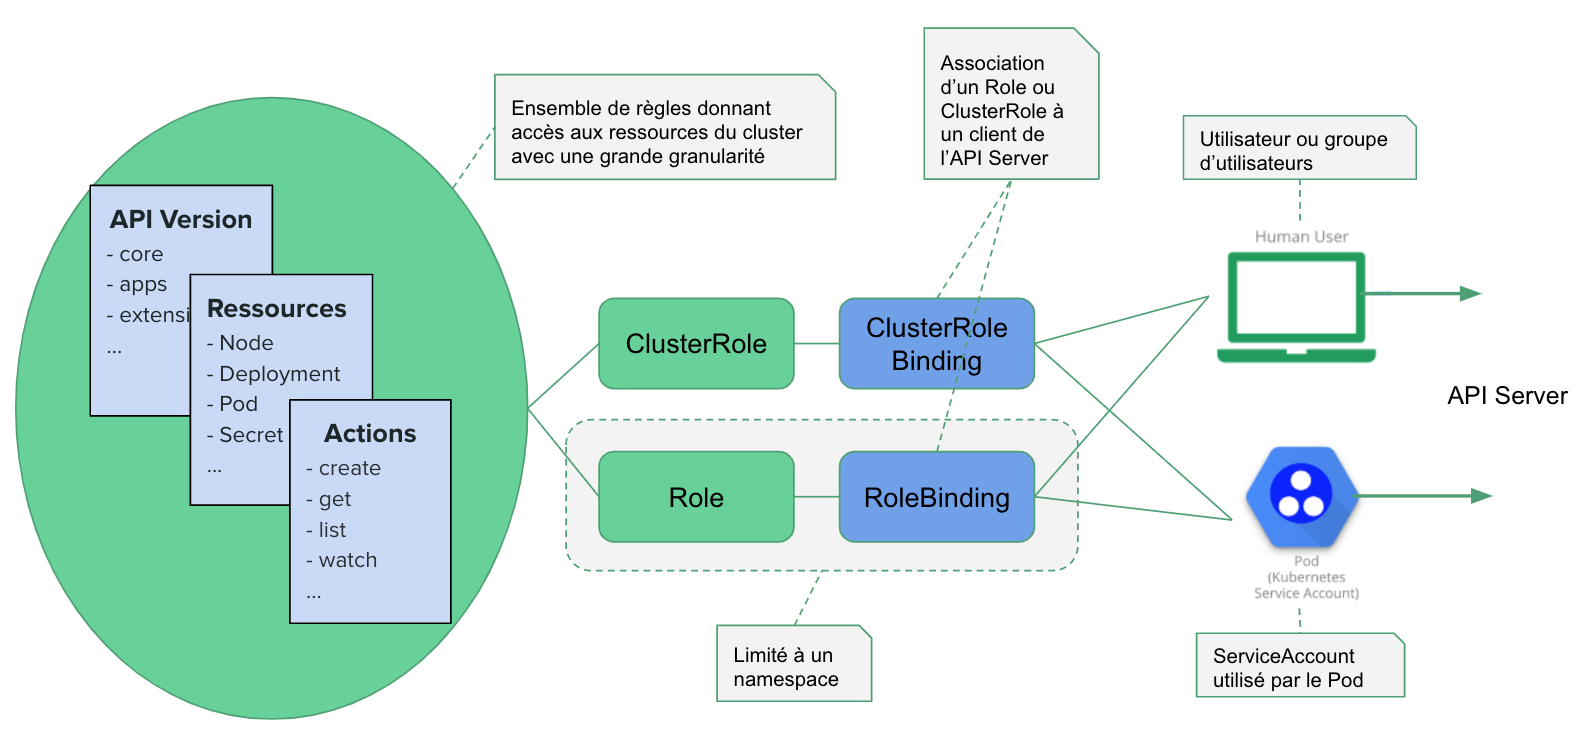 Ensemble de règles donnant
accès aux ressources du cluster
avec une grande granularité
Association
d'un Role ou
ClusterRole à
un client de
l'API Server
Utilisateur ou groupe
d'utilisateurs
API Version
- core
- apps
- extensi
...
Ressources
- Node
- Deployment
- Pod
- Secret
...
Actions
- create
- get
- list
- watch
...
ClusterRole
ClusterRole
Binding
Role
RoleBinding
Limité à un
namespace
Human User
API Server
Pod
(Kubernetes
Service Account)
ServiceAccount
utilisé par le Pod